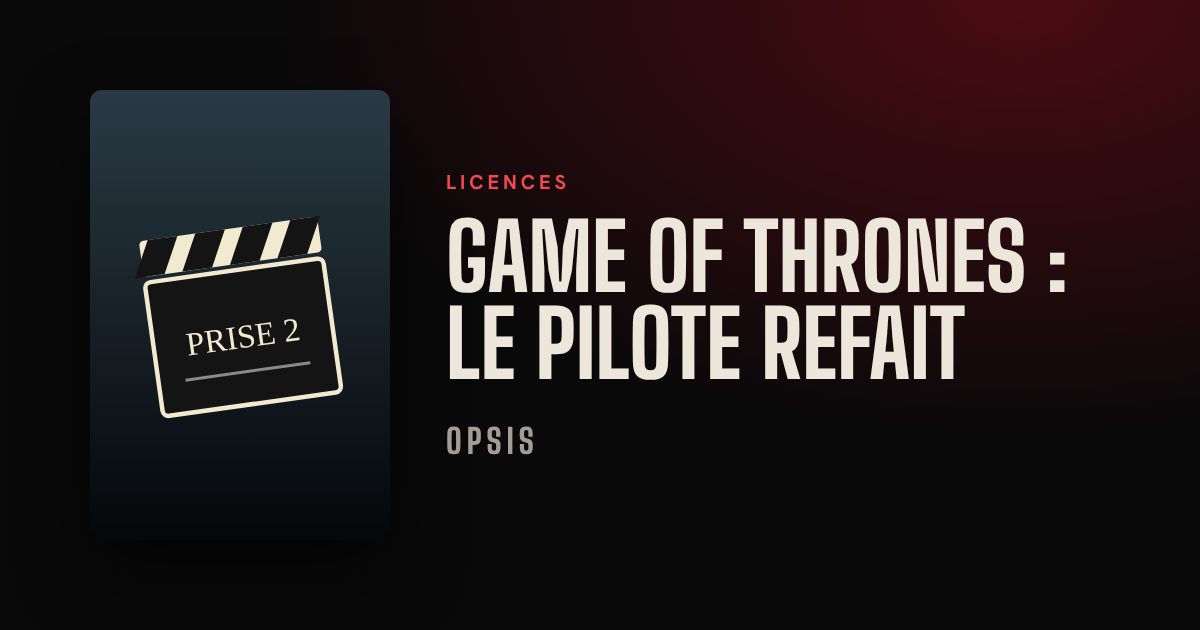 PRISE 2
LICENCES
GAME OF THRONES :
LE PILOTE REFAIT
OPSIS